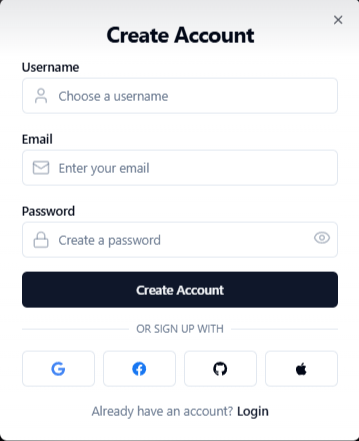 Create Account
Username
Choose a username
Email
Enter your email
Password
Create a password
Create Account
OR SIGN UP WITH
Already have an account? Login